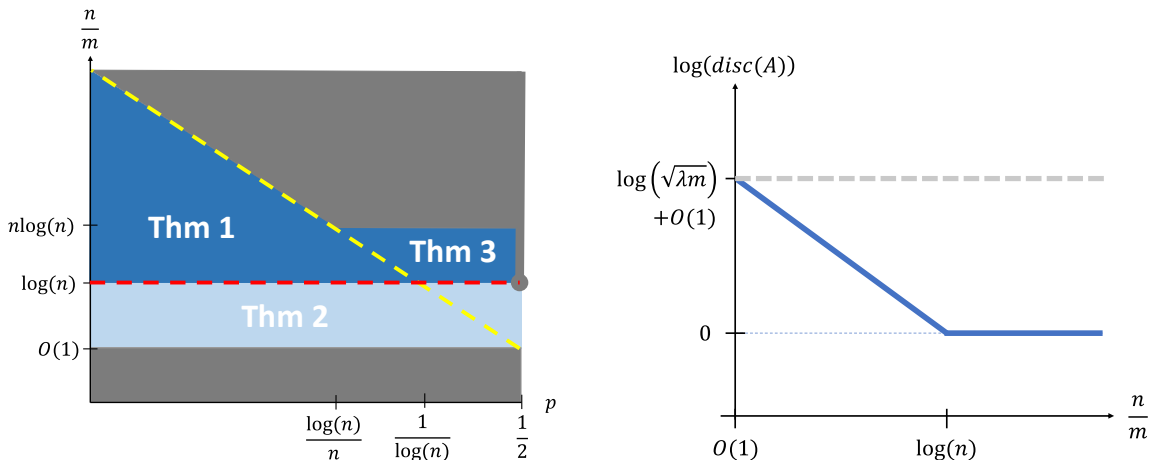 n/m
nlog(n)
log(n)
O(1)
Thm 1
Thm 3
Thm 2
log(n)/n
1/log(n)
1/2
p
log(disc(A))
log(√λm)
+O(1)
0
O(1)
log(n)
n/m